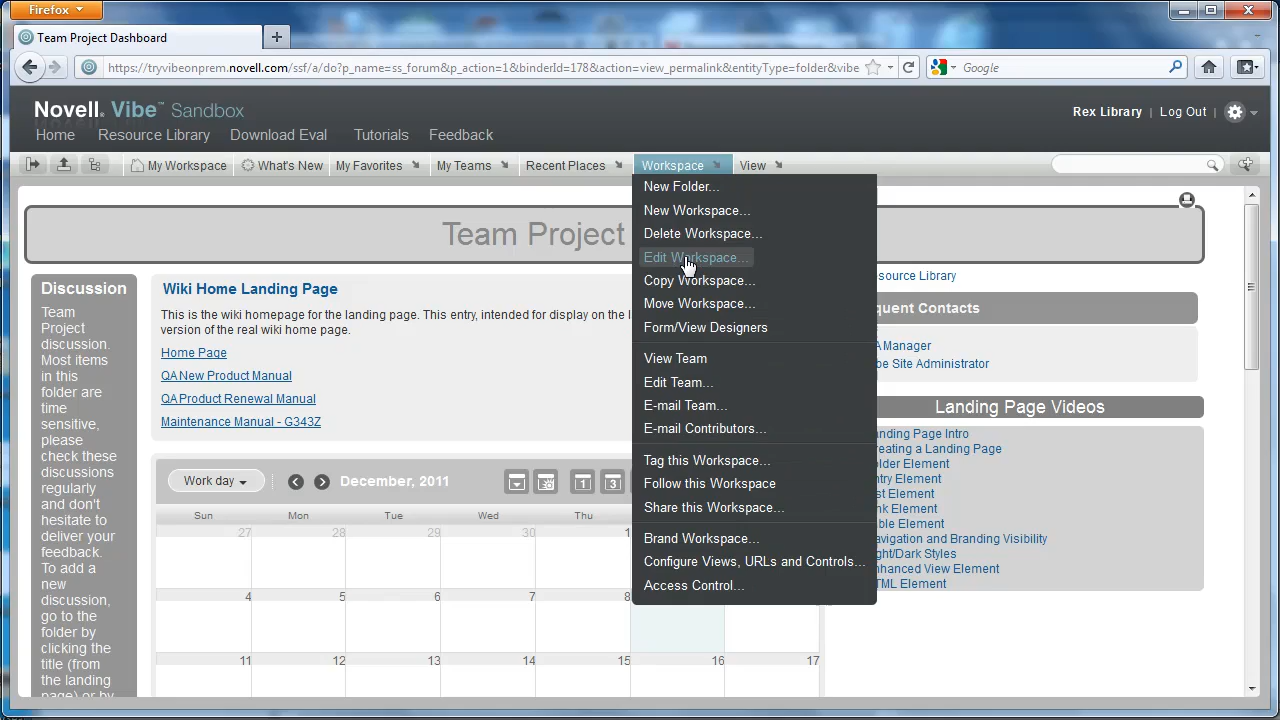 Firefox
Team Project Dashboard
https://tryvibeonprem.novell.com/ssf/a/do?p_name=ss_forum&p_action=1&binderId=178&action=view_permalink&entityType=folder&vibe
Google
Novell® Vibe™ Sandbox
Rex Library | Log Out
Home Resource Library Download Eval Tutorials Feedback
My Workspace What's New My Favorites My Teams Recent Places Workspace View
New Folder...
New Workspace...
Delete Workspace...
Edit Workspace...
Copy Workspace...
Move Workspace...
Form/View Designers
View Team
Edit Team...
E-mail Team...
E-mail Contributors...
Tag this Workspace...
Follow this Workspace
Share this Workspace...
Brand Workspace...
Configure Views, URLs and Controls...
Access Control...
Team Project
Discussion
Team
Project
discussion.
Most items
in this
folder are
time
sensitive,
please
check these
discussions
regularly
and don't
hesitate to
deliver your
feedback.
To add a
new
discussion,
go to the
folder by
clicking the
title (from
the landing
page) or by
Wiki Home Landing Page
This is the wiki home page for the landing page. This entry, intended for display on the l
version of the real wiki home page.
Home Page
QA New Product Manual
QA Product Renewal Manual
Maintenance Manual - G343Z
Work day December, 2011
1 3
Sun Mon Tue Wed Thu
27 28 29 30 1
4 5 6 7 8
11 12 13 14 15 16 17
source Library
quent Contacts
A Manager
be Site Administrator
Landing Page Videos
anding Page Intro
reating a Landing Page
older Element
ntry Element
st Element
nk Element
ble Element
avigation and Branding Visibility
ght/Dark Styles
nhanced View Element
TML Element